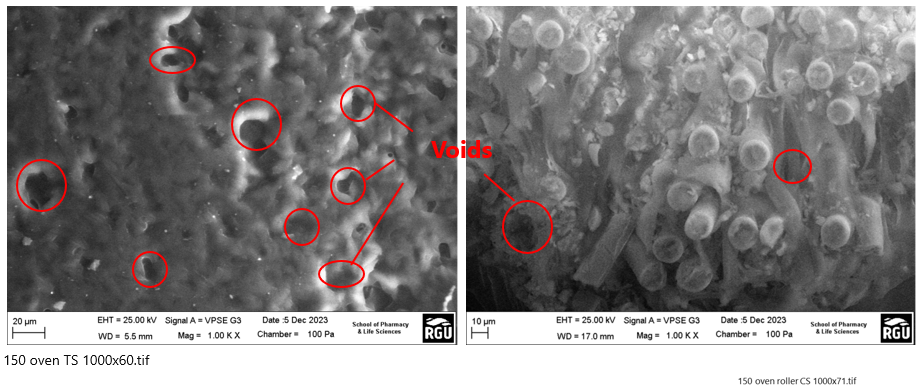 Voids
20 µm
EHT = 25.00 kV
Signal A = VPSE G3
Date :5 Dec 2023
WD = 5.5 mm
Mag = 1.00 K X
Chamber = 100 Pa
School of Pharmacy
& Life Sciences
RGU
10 µm
EHT = 25.00 kV
Signal A = VPSE G3
Date :5 Dec 2023
WD = 17.0 mm
Mag = 1.00 K X
Chamber = 100 Pa
School of Pharmacy
& Life Sciences
RGU
150 oven TS 1000x60.tif
150 oven roller CS 1000x71.tif